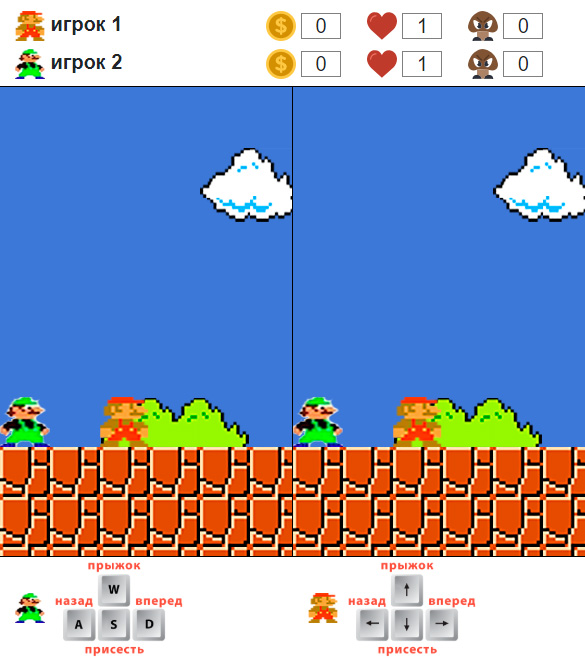 игрок 1 $ 0 1 0
игрок 2 $ 0 1 0
прыжок
W
назад вперед
A S D
присесть
прыжок
↑
назад вперед
← ↓ →
присесть